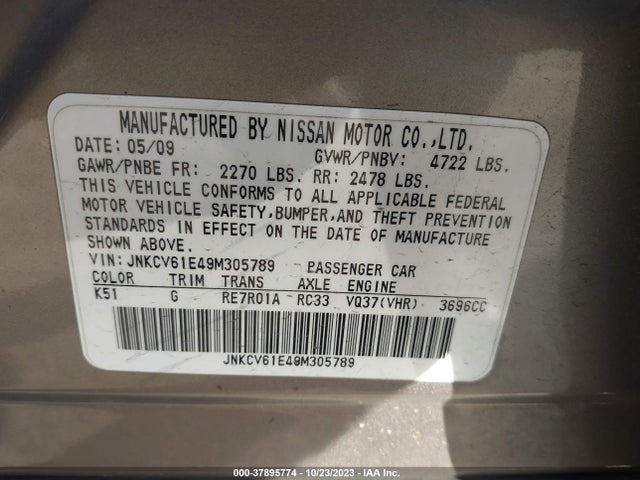 MANUFACTURED BY NISSAN MOTOR CO.,LTD.
DATE: 05/09 GVWR/PNBV: 4722 LBS.
GAWR/PNBE FR: 2270 LBS. RR: 2478 LBS.
THIS VEHICLE CONFORMS TO ALL APPLICABLE FEDERAL
MOTOR VEHICLE SAFETY,BUMPER,AND THEFT PREVENTION
STANDARDS IN EFFECT ON THE DATE OF MANUFACTURE
SHOWN ABOVE.
VIN: JNKCV61E49M305789 PASSENGER CAR
COLOR TRIM TRANS AXLE ENGINE
K51 G RE7R01A RC33 VQ37(VHR) 3696CC
JNKCV61E49M305789
000-37895774 - 10/23/2023 - IAA Inc.